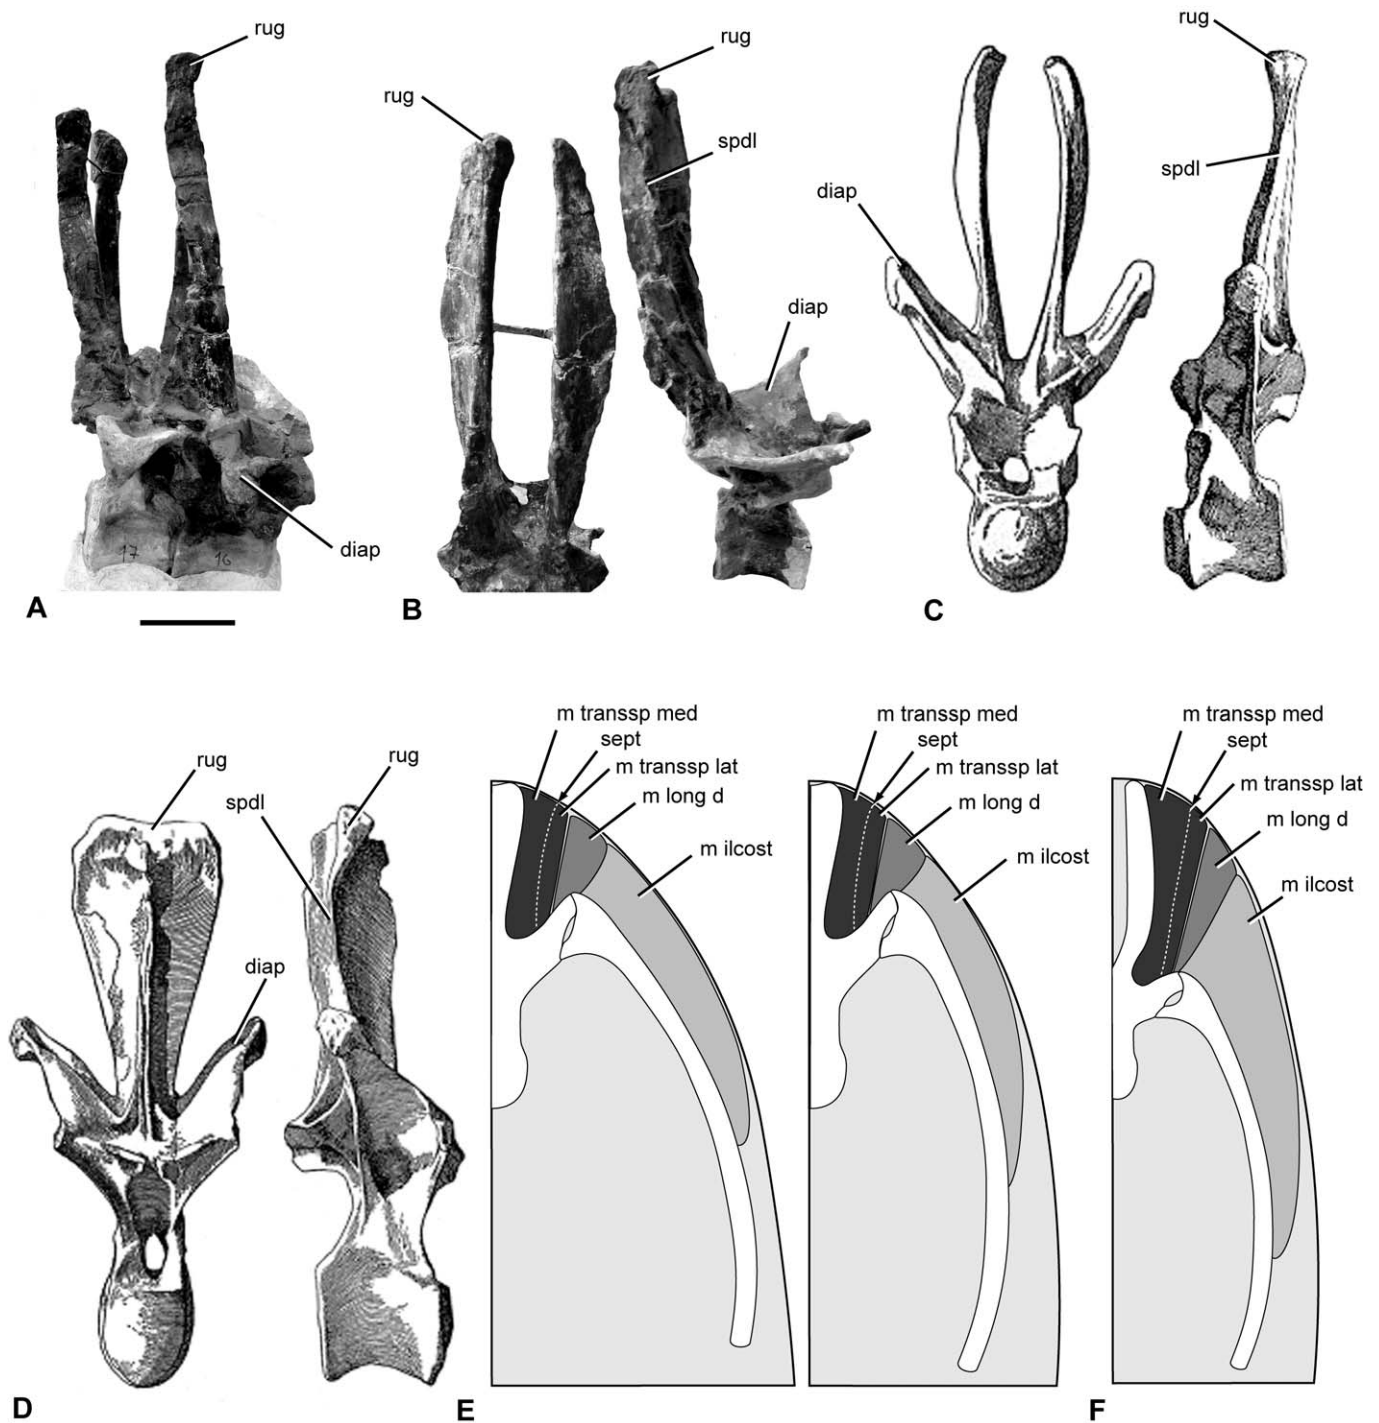 rug
diap
17
16
A
rug
rug
spdl
diap
B
rug
spdl
diap
C
rug
rug
spdl
diap
D
m transsp med
sept
m transsp lat
m long d
m ilcost
E
m transsp med
sept
m transsp lat
m long d
m ilcost
m transsp med
sept
m transsp lat
m long d
m ilcost
F